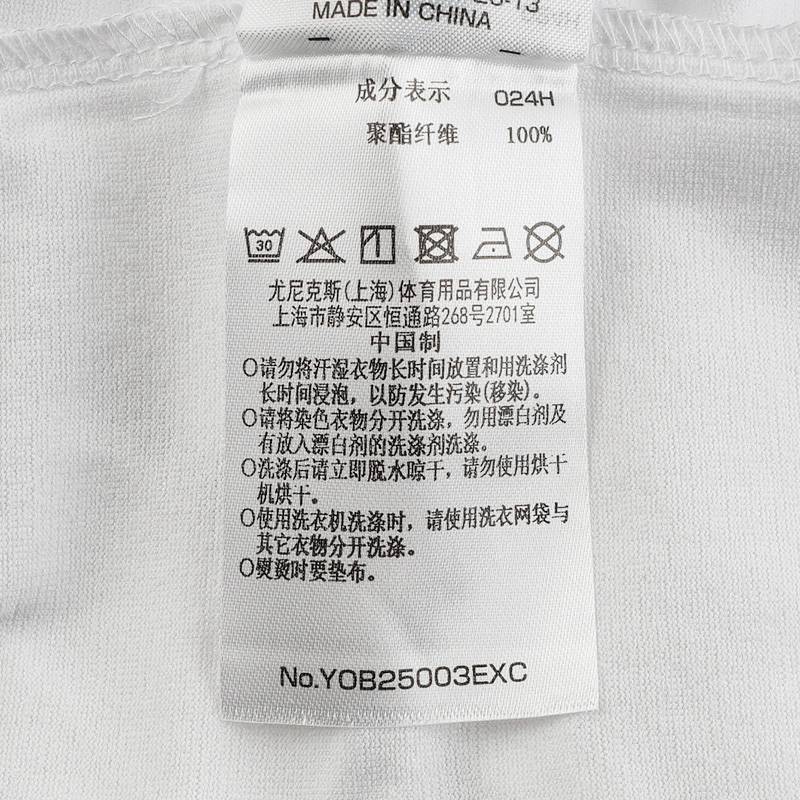 MADE IN CHINA
成分表示 024H
聚酯纤维 100%
30
尤尼克斯(上海)体育用品有限公司
上海市静安区恒通路268号2701室
中国制
〇请勿将汗湿衣物长时间放置和用洗涤剂
长时间浸泡，以防发生污染(移染)。
〇请将染色衣物分开洗涤，勿用漂白剂及
有放入漂白剂的洗涤剂洗涤。
〇洗涤后请立即脱水晾干，请勿使用烘干
机烘干。
〇使用洗衣机洗涤时，请使用洗衣网袋与
其它衣物分开洗涤。
〇熨烫时要垫布。
No.YOB25003EXC